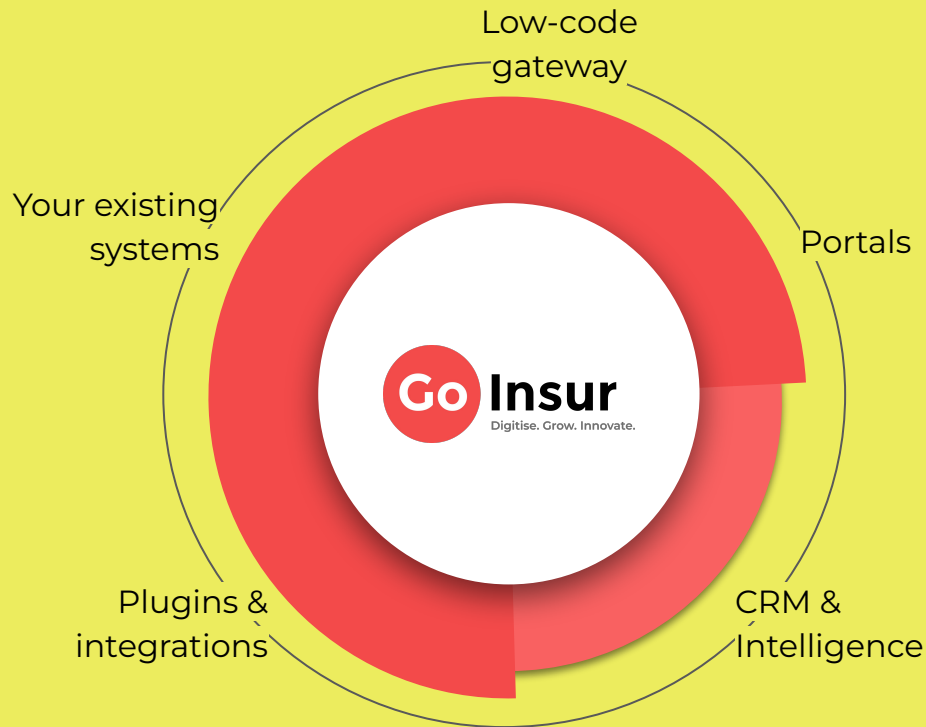 Low-code
gateway
Your existing
systems
Portals
Go Insur
Digitise. Grow. Innovate.
Plugins &
integrations
CRM &
Intelligence